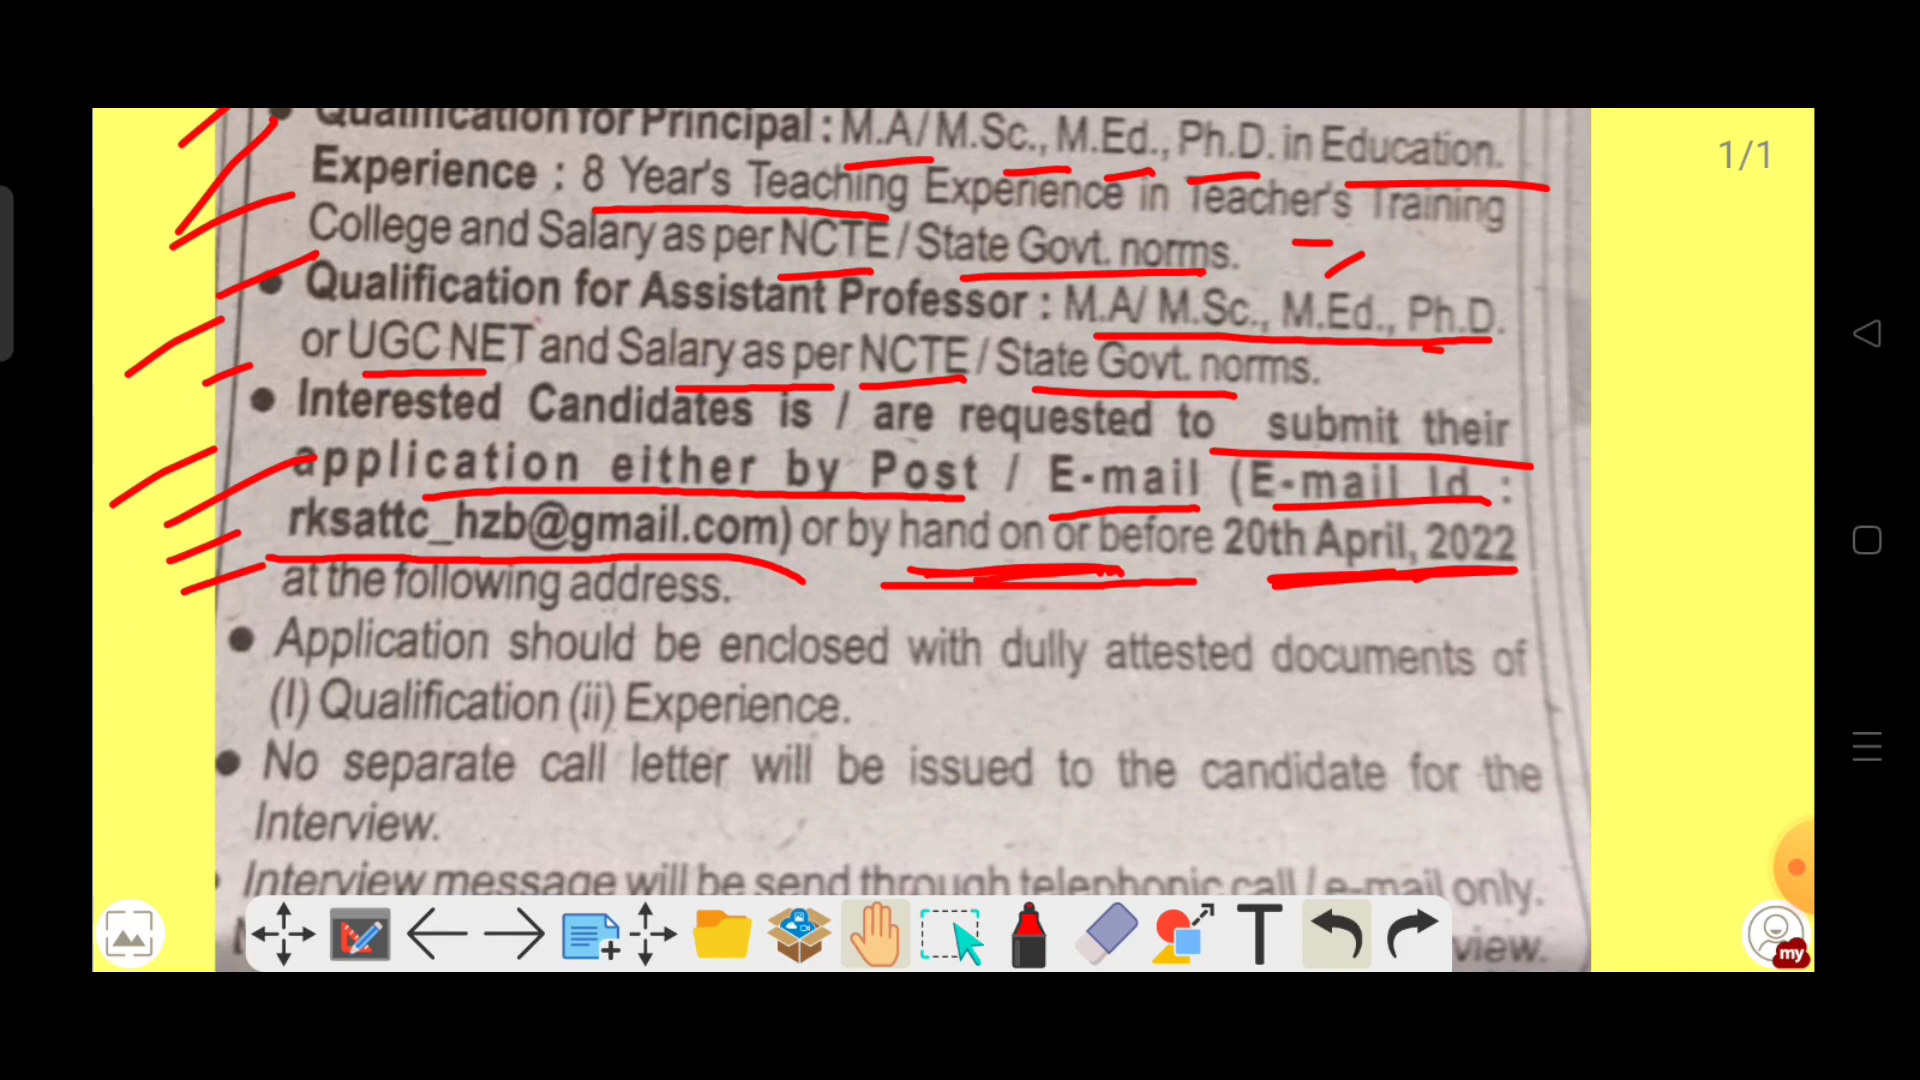 1/1
Qualification for Principal : M.A/ M.Sc., M.Ed., Ph.D. in Education.
Experience : 8 Year's Teaching Experience in Teacher's Training
College and Salary as per NCTE / State Govt. norms.
Qualification for Assistant Professor : M.A/ M.Sc., M.Ed., Ph.D.
or UGC NET and Salary as per NCTE / State Govt. norms.
Interested Candidates is / are requested to submit their
application either by Post / E-mail (E-mail Id :
rksattc_hzb@gmail.com) or by hand on or before 20th April, 2022
at the following address.
Application should be enclosed with dully attested documents of
(I) Qualification (ii) Experience.
No separate call letter will be issued to the candidate for the
Interview.
Interview message will be send through telephonic call / e-mail only.
view.
T
my